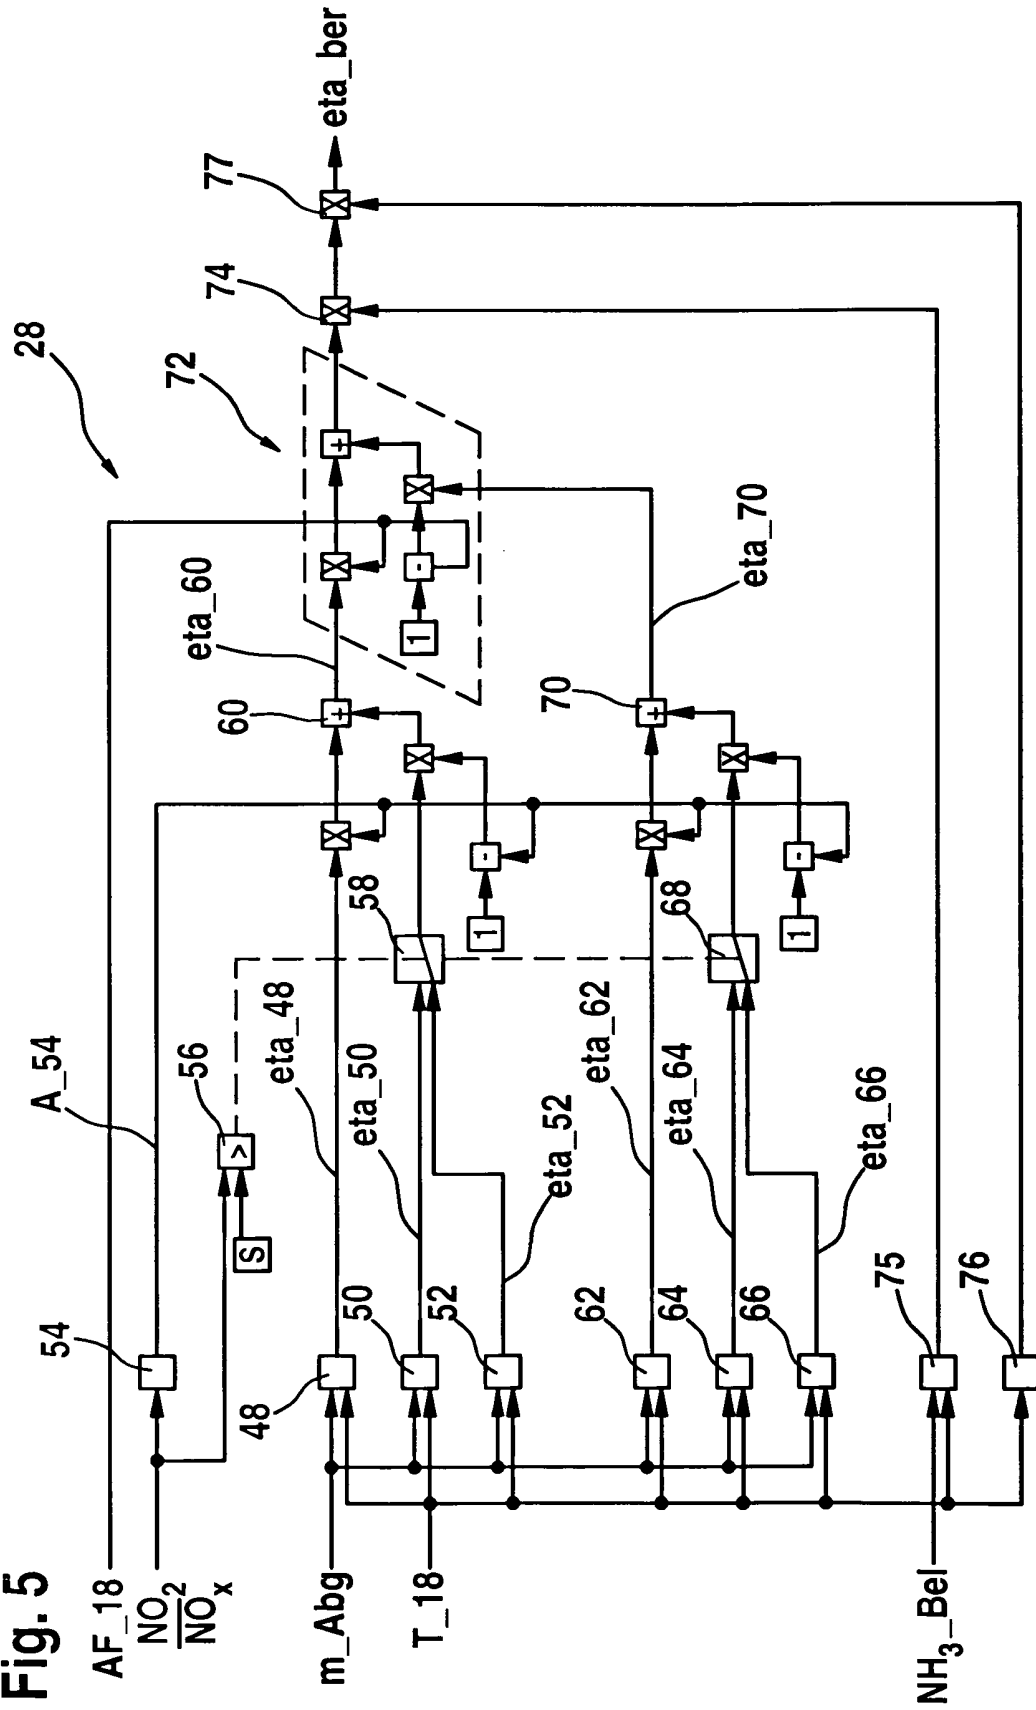 Fig. 5
28
AF_18
NO2
NOx
m_Abg
T_18
NH3_Bel
54
A_54
56
>
S
48
eta_48
50
eta_50
52
eta_52
58
1
-
60
+
eta_60
72
1
-
+
74
77
eta_ber
62
eta_62
64
eta_64
66
eta_66
68
1
-
70
+
eta_70
75
76